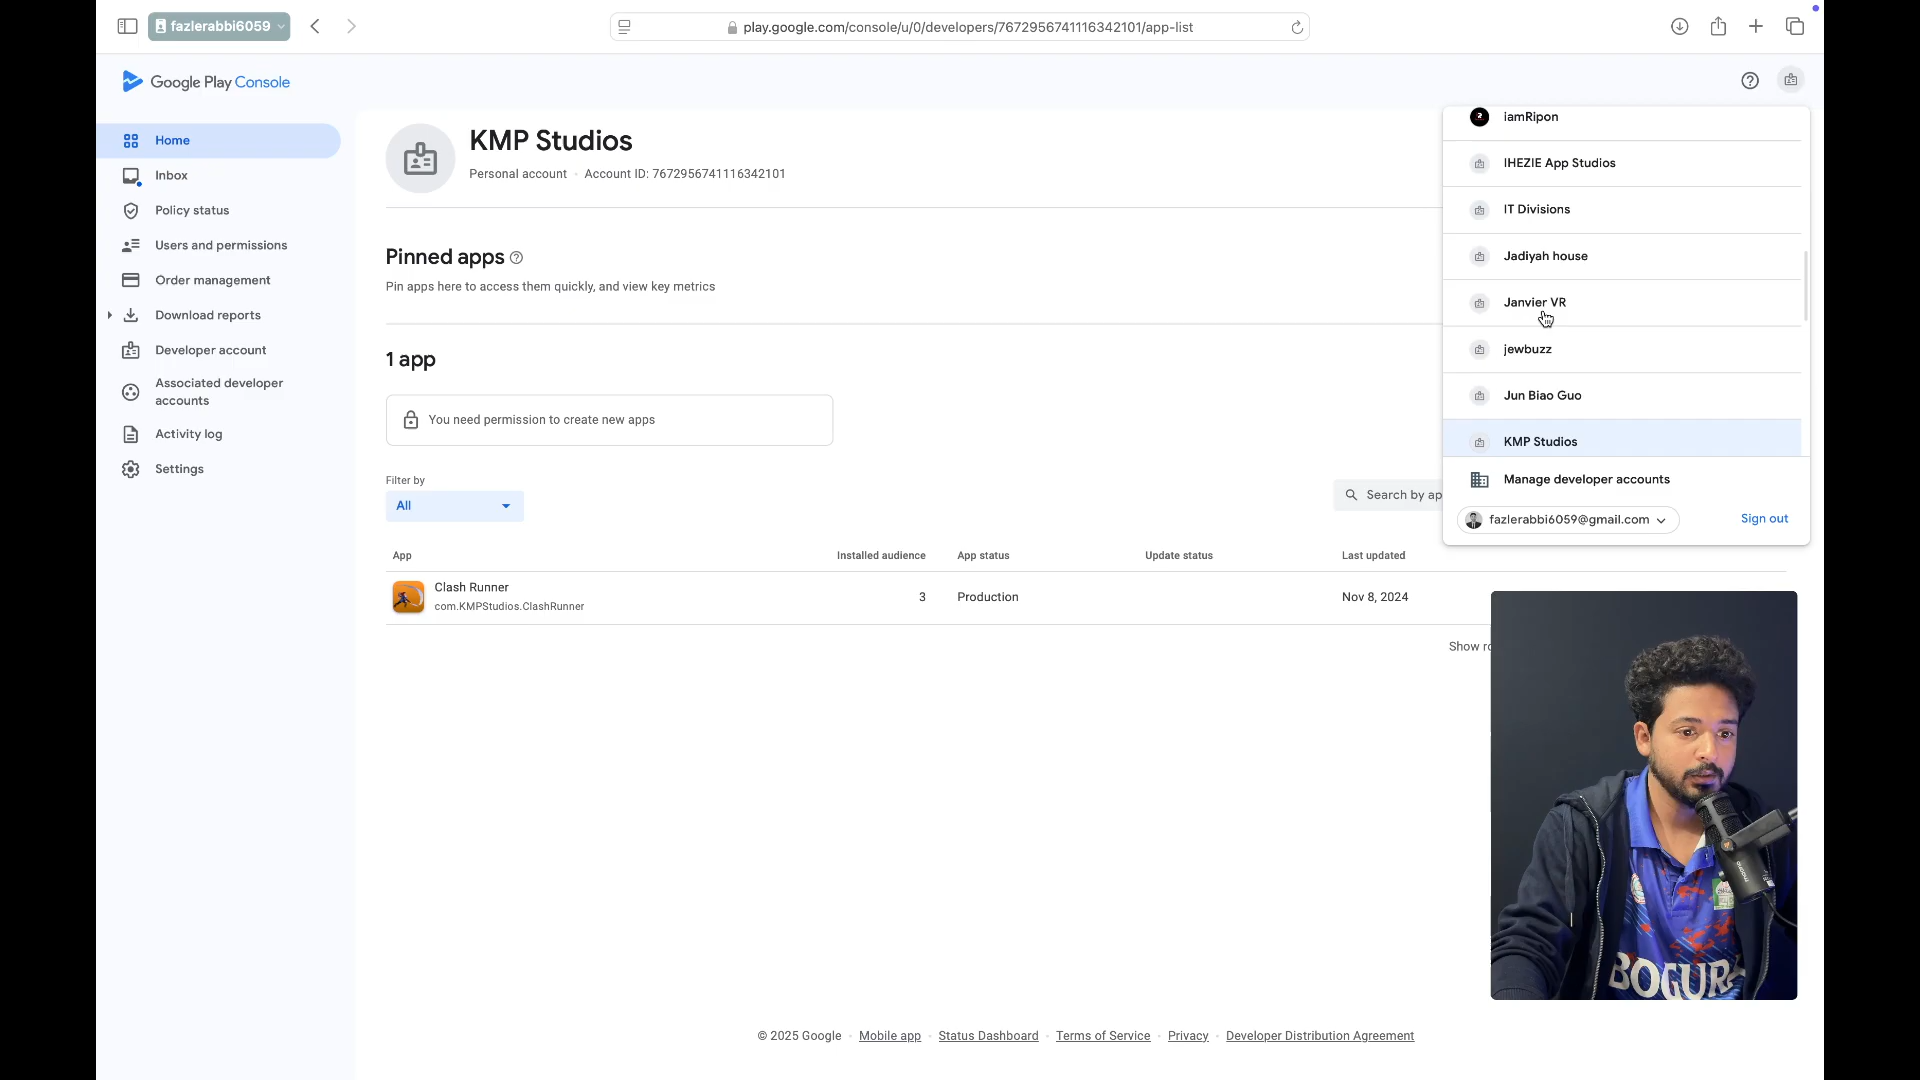 fazlerabbi6059
play.google.com/console/u/0/developers/7672956741116342101/app-list
Google Play Console
Home
Inbox
Policy status
Users and permissions
Order management
Download reports
Developer account
Associated developer
accounts
Activity log
Settings
KMP Studios
Personal account · Account ID: 7672956741116342101
Pinned apps
Pin apps here to access them quickly, and view key metrics
1 app
You need permission to create new apps
Filter by
All
Search by ap
App Installed audience App status Update status Last updated
Clash Runner
com.KMPStudios.ClashRunner
3 Production Nov 8, 2024
Show ro
iamRipon
IHEZIE App Studios
IT Divisions
Jadiyah house
Janvier VR
jewbuzz
Jun Biao Guo
KMP Studios
Manage developer accounts
fazlerabbi6059@gmail.com Sign out
maono
BOGURA
© 2025 Google · Mobile app · Status Dashboard · Terms of Service · Privacy · Developer Distribution Agreement